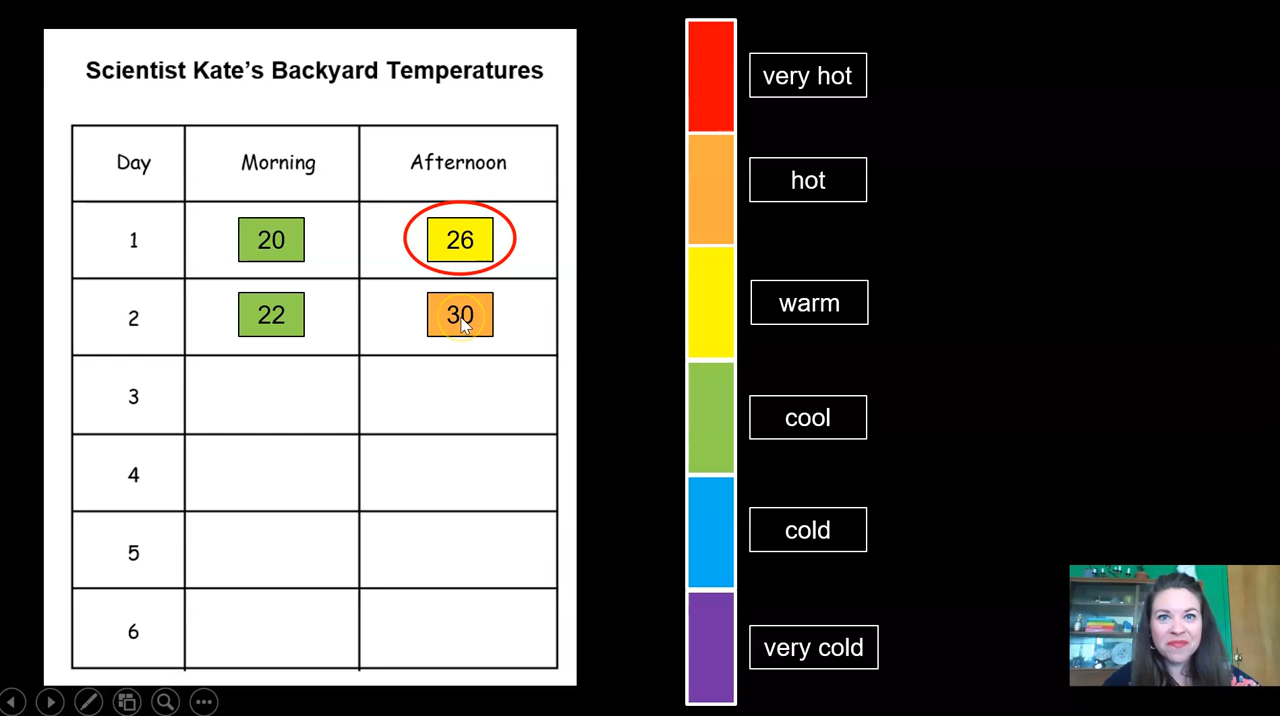 Scientist Kate's Backyard Temperatures
Day Morning Afternoon
1 20 26
2 22 30
3
4
5
6
very hot
hot
warm
cool
cold
very cold